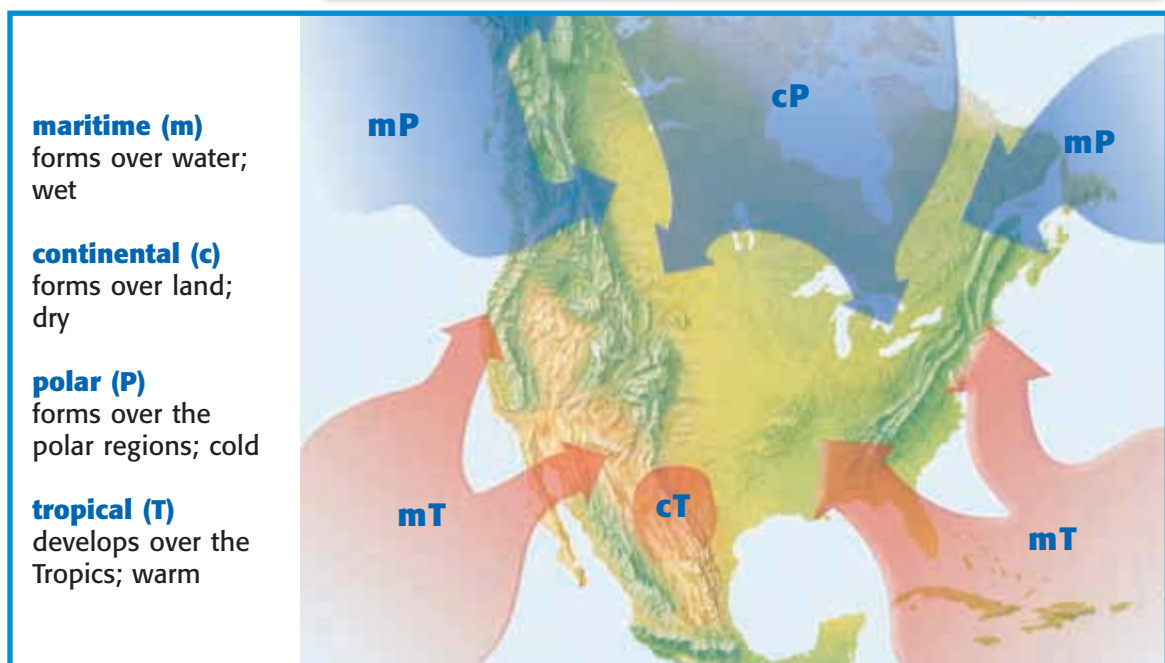 maritime (m)
forms over water;
wet
continental (c)
forms over land;
dry
polar (P)
forms over the
polar regions; cold
tropical (T)
develops over the
Tropics; warm
mP
cP
mP
mT
cT
mT